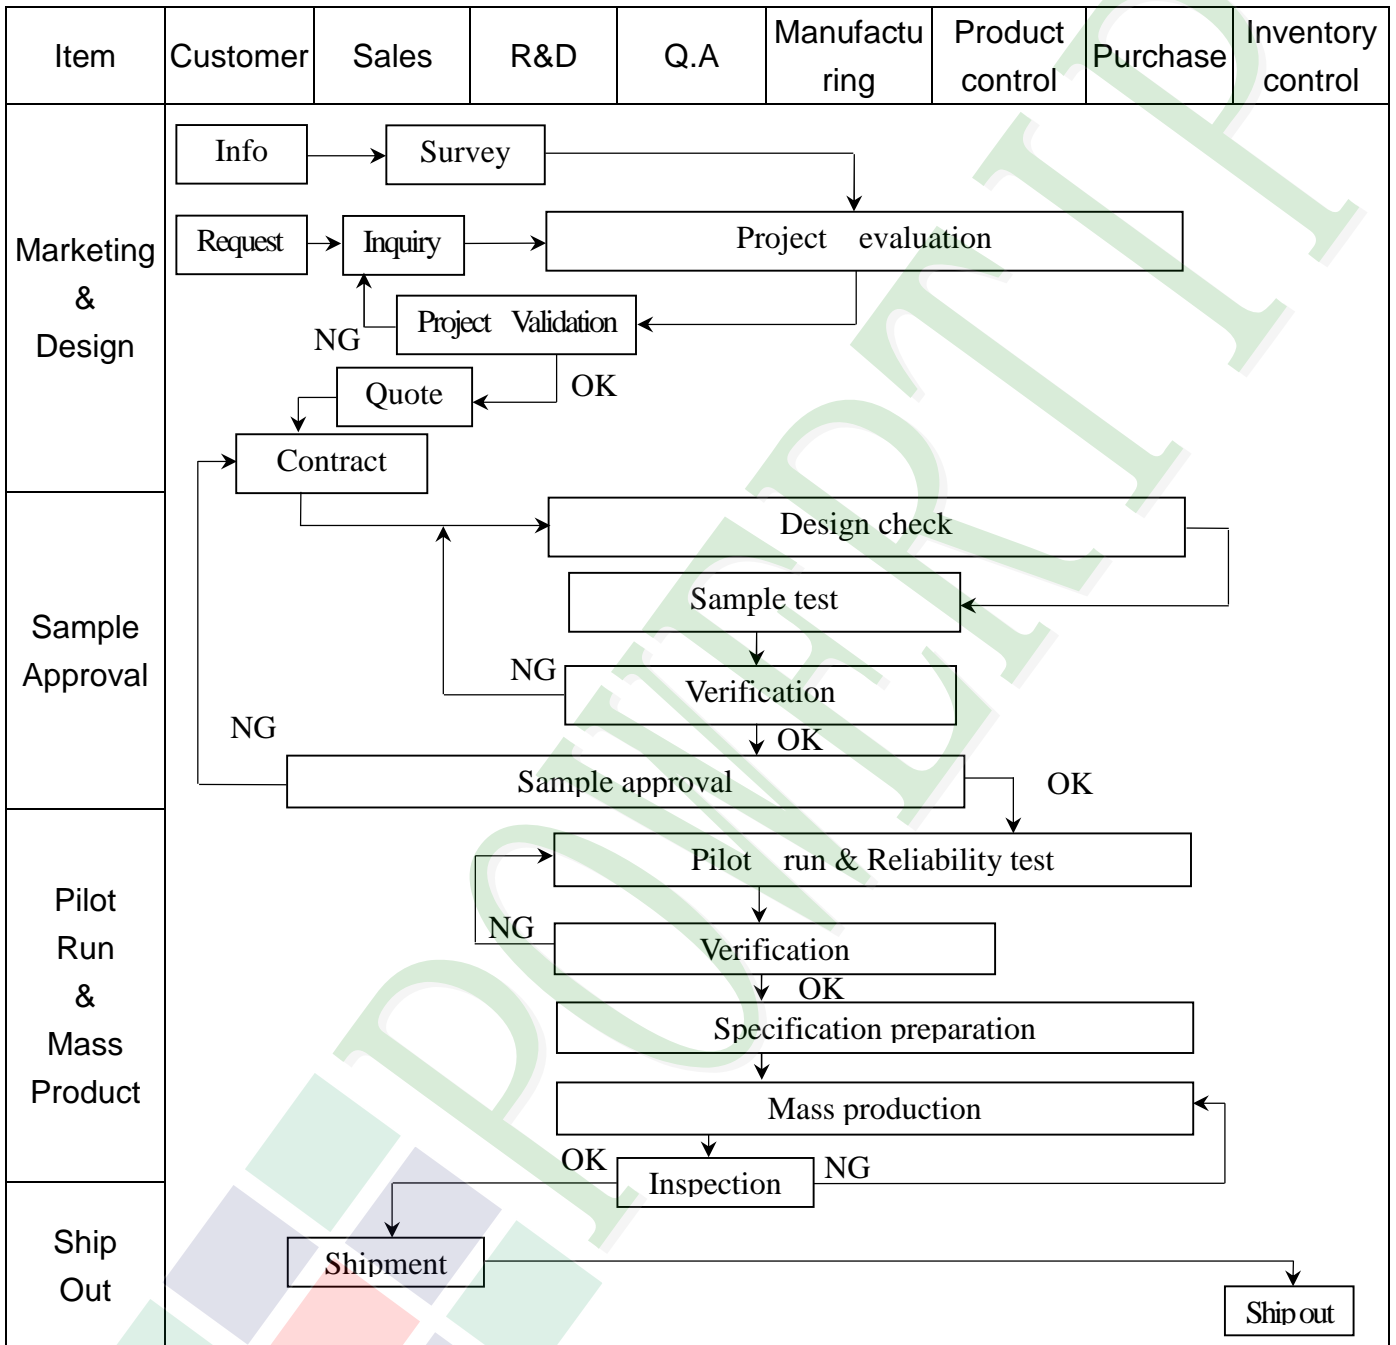 Item Customer Sales R&D Q.A Manufactu
ring Product
control Purchase Inventory
control
Marketing
&
Design
Info Survey
Request Inquiry Project evaluation
NG Project Validation
Quote OK
Contract
Sample
Approval
Design check
Sample test
NG Verification
NG OK
Sample approval OK
Pilot
Run
&
Mass
Product
Pilot run & Reliability test
NG Verification
OK
Specification preparation
Mass production
OK Inspection NG
Ship
Out
Shipment
Ship out
POWERTIP